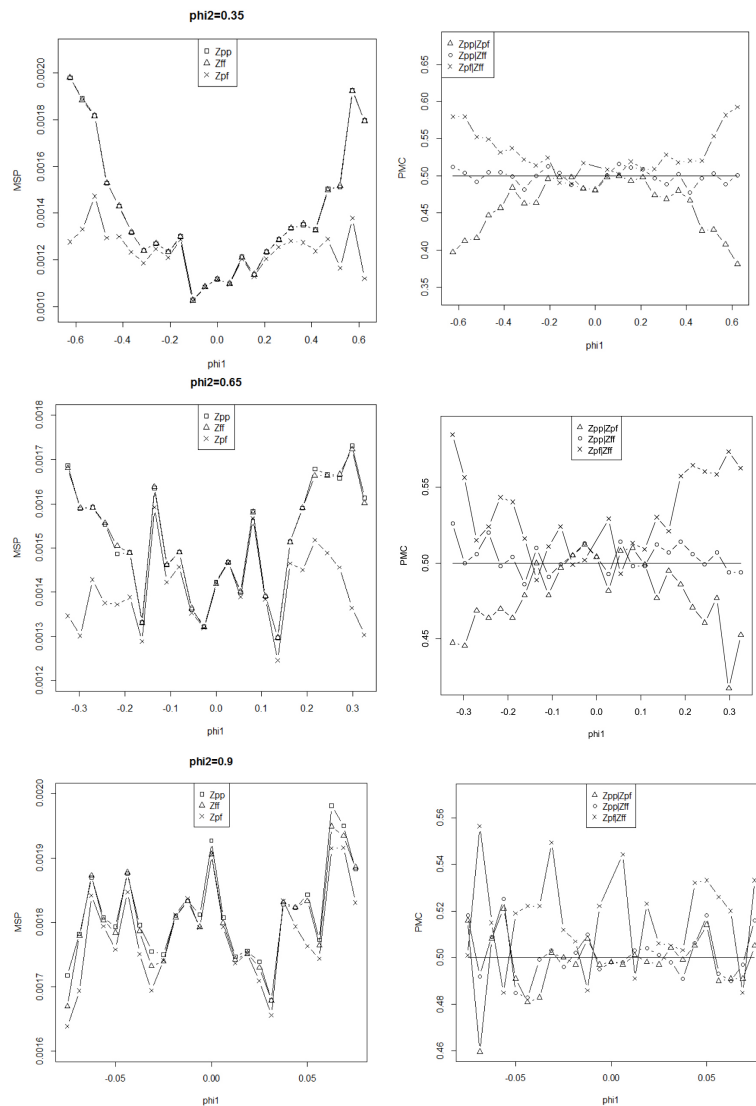 phi2=0.35
Zpp
Zff
Zpf
MSP
0.0020
0.0018
0.0016
0.0014
0.0012
0.0010
-0.6
-0.4
-0.2
0.0
0.2
0.4
0.6
phi1
Zpp|Zpf
Zpp|Zff
Zpf|Zff
PMC
0.65
0.60
0.55
0.50
0.45
0.40
0.35
-0.6
-0.4
-0.2
0.0
0.2
0.4
0.6
phi1
phi2=0.65
Zpp
Zff
Zpf
MSP
0.0018
0.0017
0.0016
0.0015
0.0014
0.0013
0.0012
-0.3
-0.2
-0.1
0.0
0.1
0.2
0.3
phi1
Zpp|Zpf
Zpp|Zff
Zpf|Zff
PMC
0.55
0.50
0.45
-0.3
-0.2
-0.1
0.0
0.1
0.2
0.3
phi1
phi2=0.9
Zpp
Zff
Zpf
MSP
0.0020
0.0019
0.0018
0.0017
0.0016
-0.05
0.00
0.05
phi1
Zpp|Zpf
Zpp|Zff
Zpf|Zff
PMC
0.56
0.54
0.52
0.50
0.48
0.46
-0.05
0.00
0.05
phi1